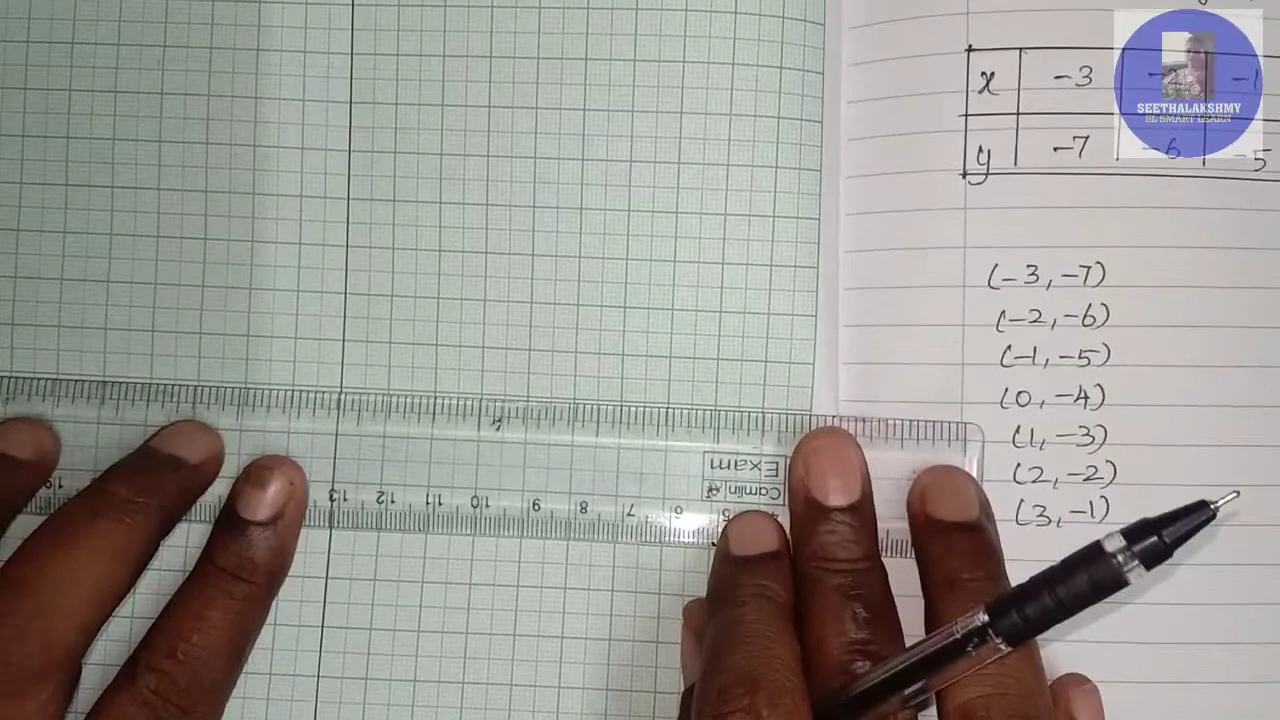 x -3 -2 -1
y -7 -6 -5
(-3, -7)
(-2, -6)
(-1, -5)
(0, -4)
(1, -3)
(2, -2)
(3, -1)
SEETHALAKSHMY
SL SMART LEARN
Exam
Camlin
13 12 11 10 9 8 7 6 5